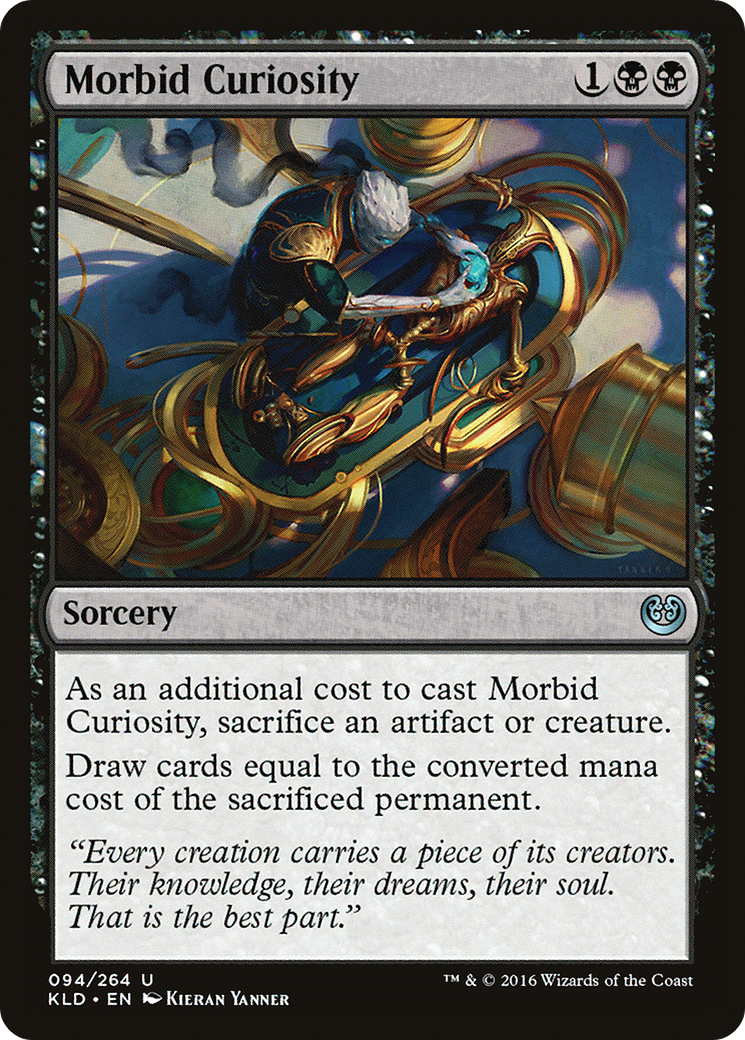 Morbid Curiosity 1
Sorcery
As an additional cost to cast Morbid
Curiosity, sacrifice an artifact or creature.
Draw cards equal to the converted mana
cost of the sacrificed permanent.
“Every creation carries a piece of its creators.
Their knowledge, their dreams, their soul.
That is the best part.”
094/264 U
KLD • EN Kieran Yanner
™ & © 2016 Wizards of the Coast